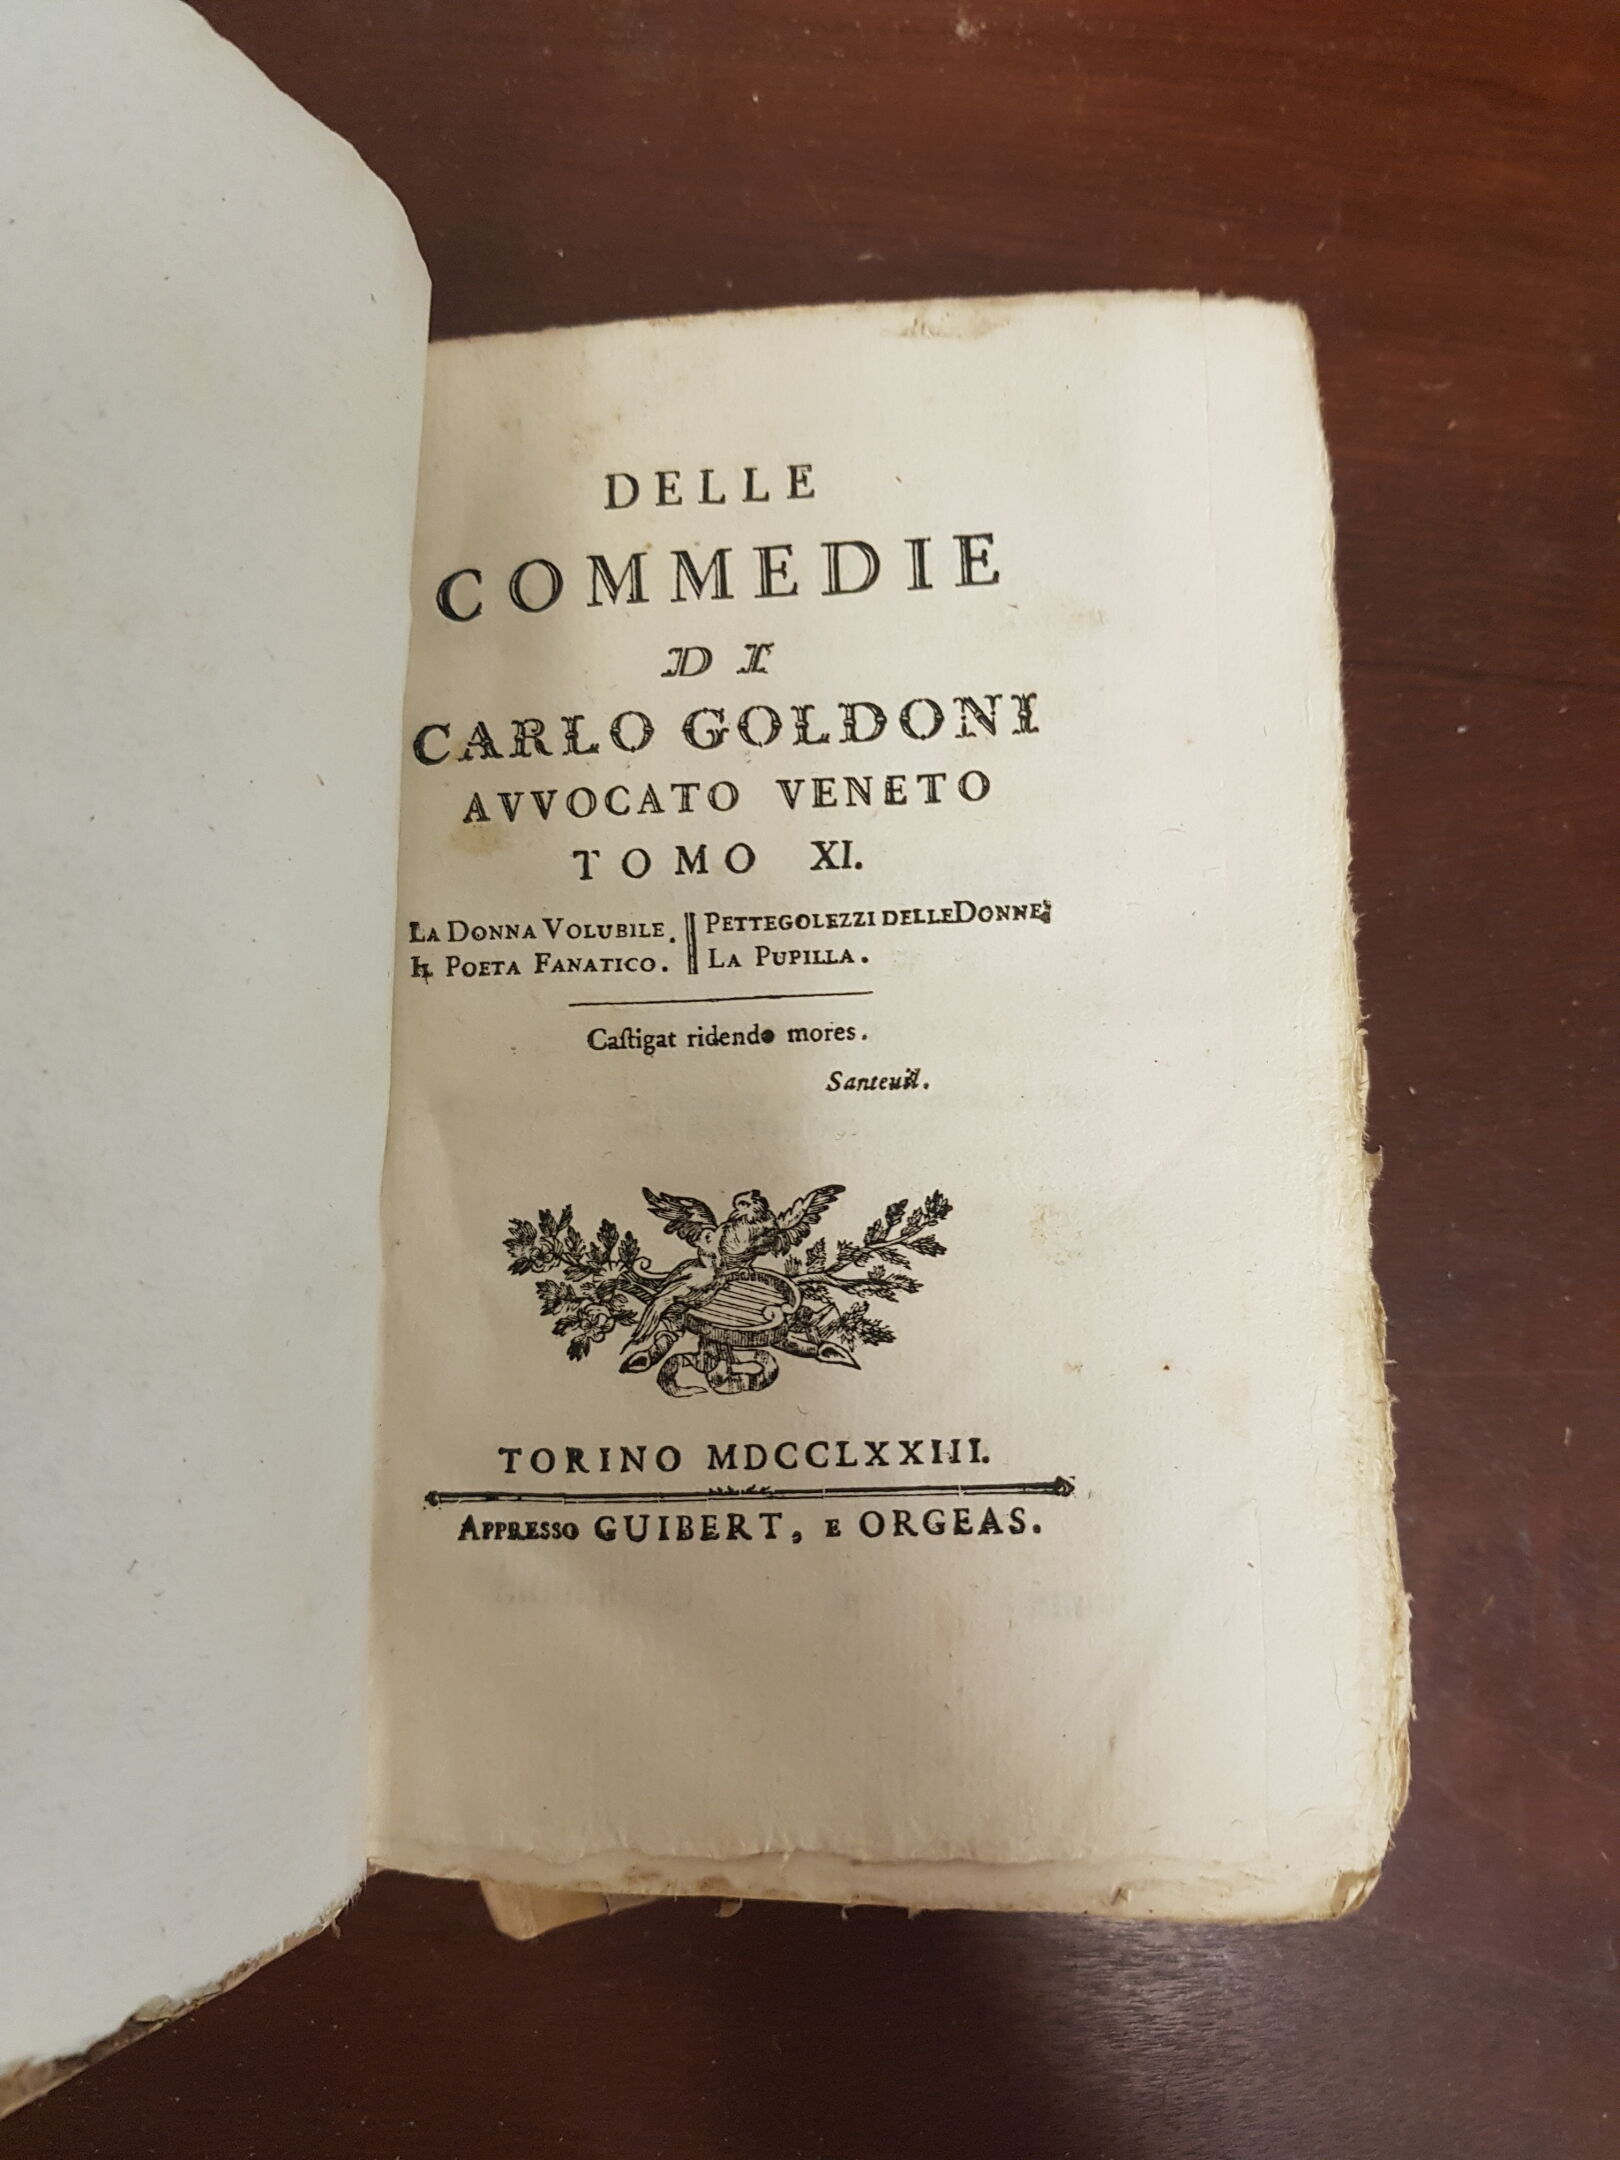 DELLE
COMMEDIE
DI
CARLO GOLDONI
AVVOCATO VENETO
TOMO XI.
LA DONNA VOLUBILE. || PETTEGOLEZZI DELLE DONNE.
IL POETA FANATICO. || LA PUPILLA.
Caſtigat ridendo mores.
Santeuil.
TORINO MDCCLXXIII.
APPRESSO GUIBERT, E ORGEAS.